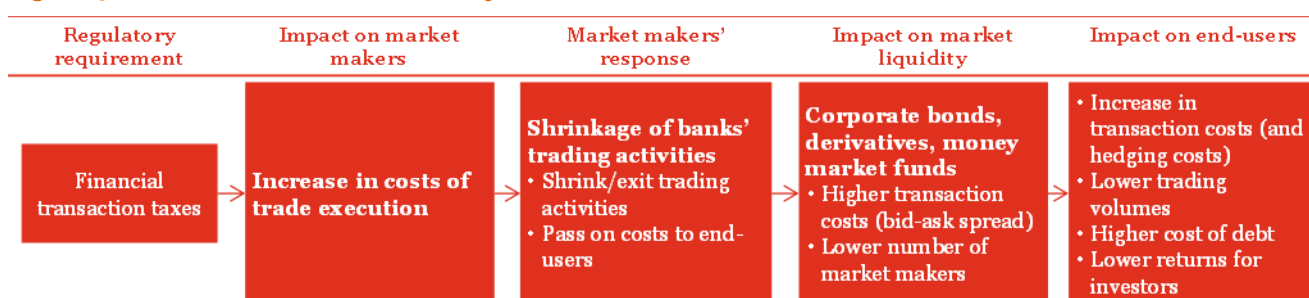 Regulatory
requirement
Impact on market
makers
Market makers'
response
Impact on market
liquidity
Impact on end-users
Financial
transaction taxes
Increase in costs of
trade execution
Shrinkage of banks'
trading activities
• Shrink/exit trading
activities
• Pass on costs to end-
users
Corporate bonds,
derivatives, money
market funds
• Higher transaction
costs (bid-ask spread)
• Lower number of
market makers
• Increase in
transaction costs (and
hedging costs)
• Lower trading
volumes
• Higher cost of debt
• Lower returns for
investors